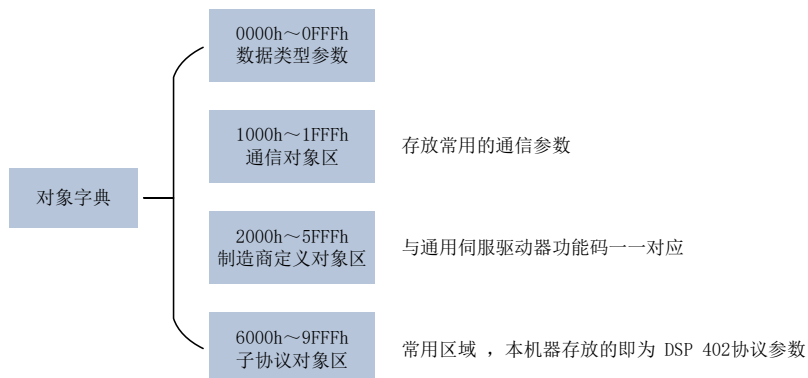 0000h～0FFFh
数据类型参数
1000h～1FFFh
通信对象区
存放常用的通信参数
对象字典
2000h～5FFFh
制造商定义对象区
与通用伺服驱动器功能码一一对应
6000h～9FFFh
子协议对象区
常用区域 ，本机器存放的即为 DSP 402协议参数